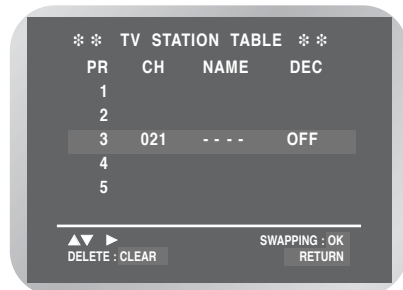 ❄❄ TV STATION TABLE ❄❄
PR CH NAME DEC
1
2
3 021 - - - - OFF
4
5
▲▼ ▶ SWAPPING : OK
DELETE : CLEAR RETURN